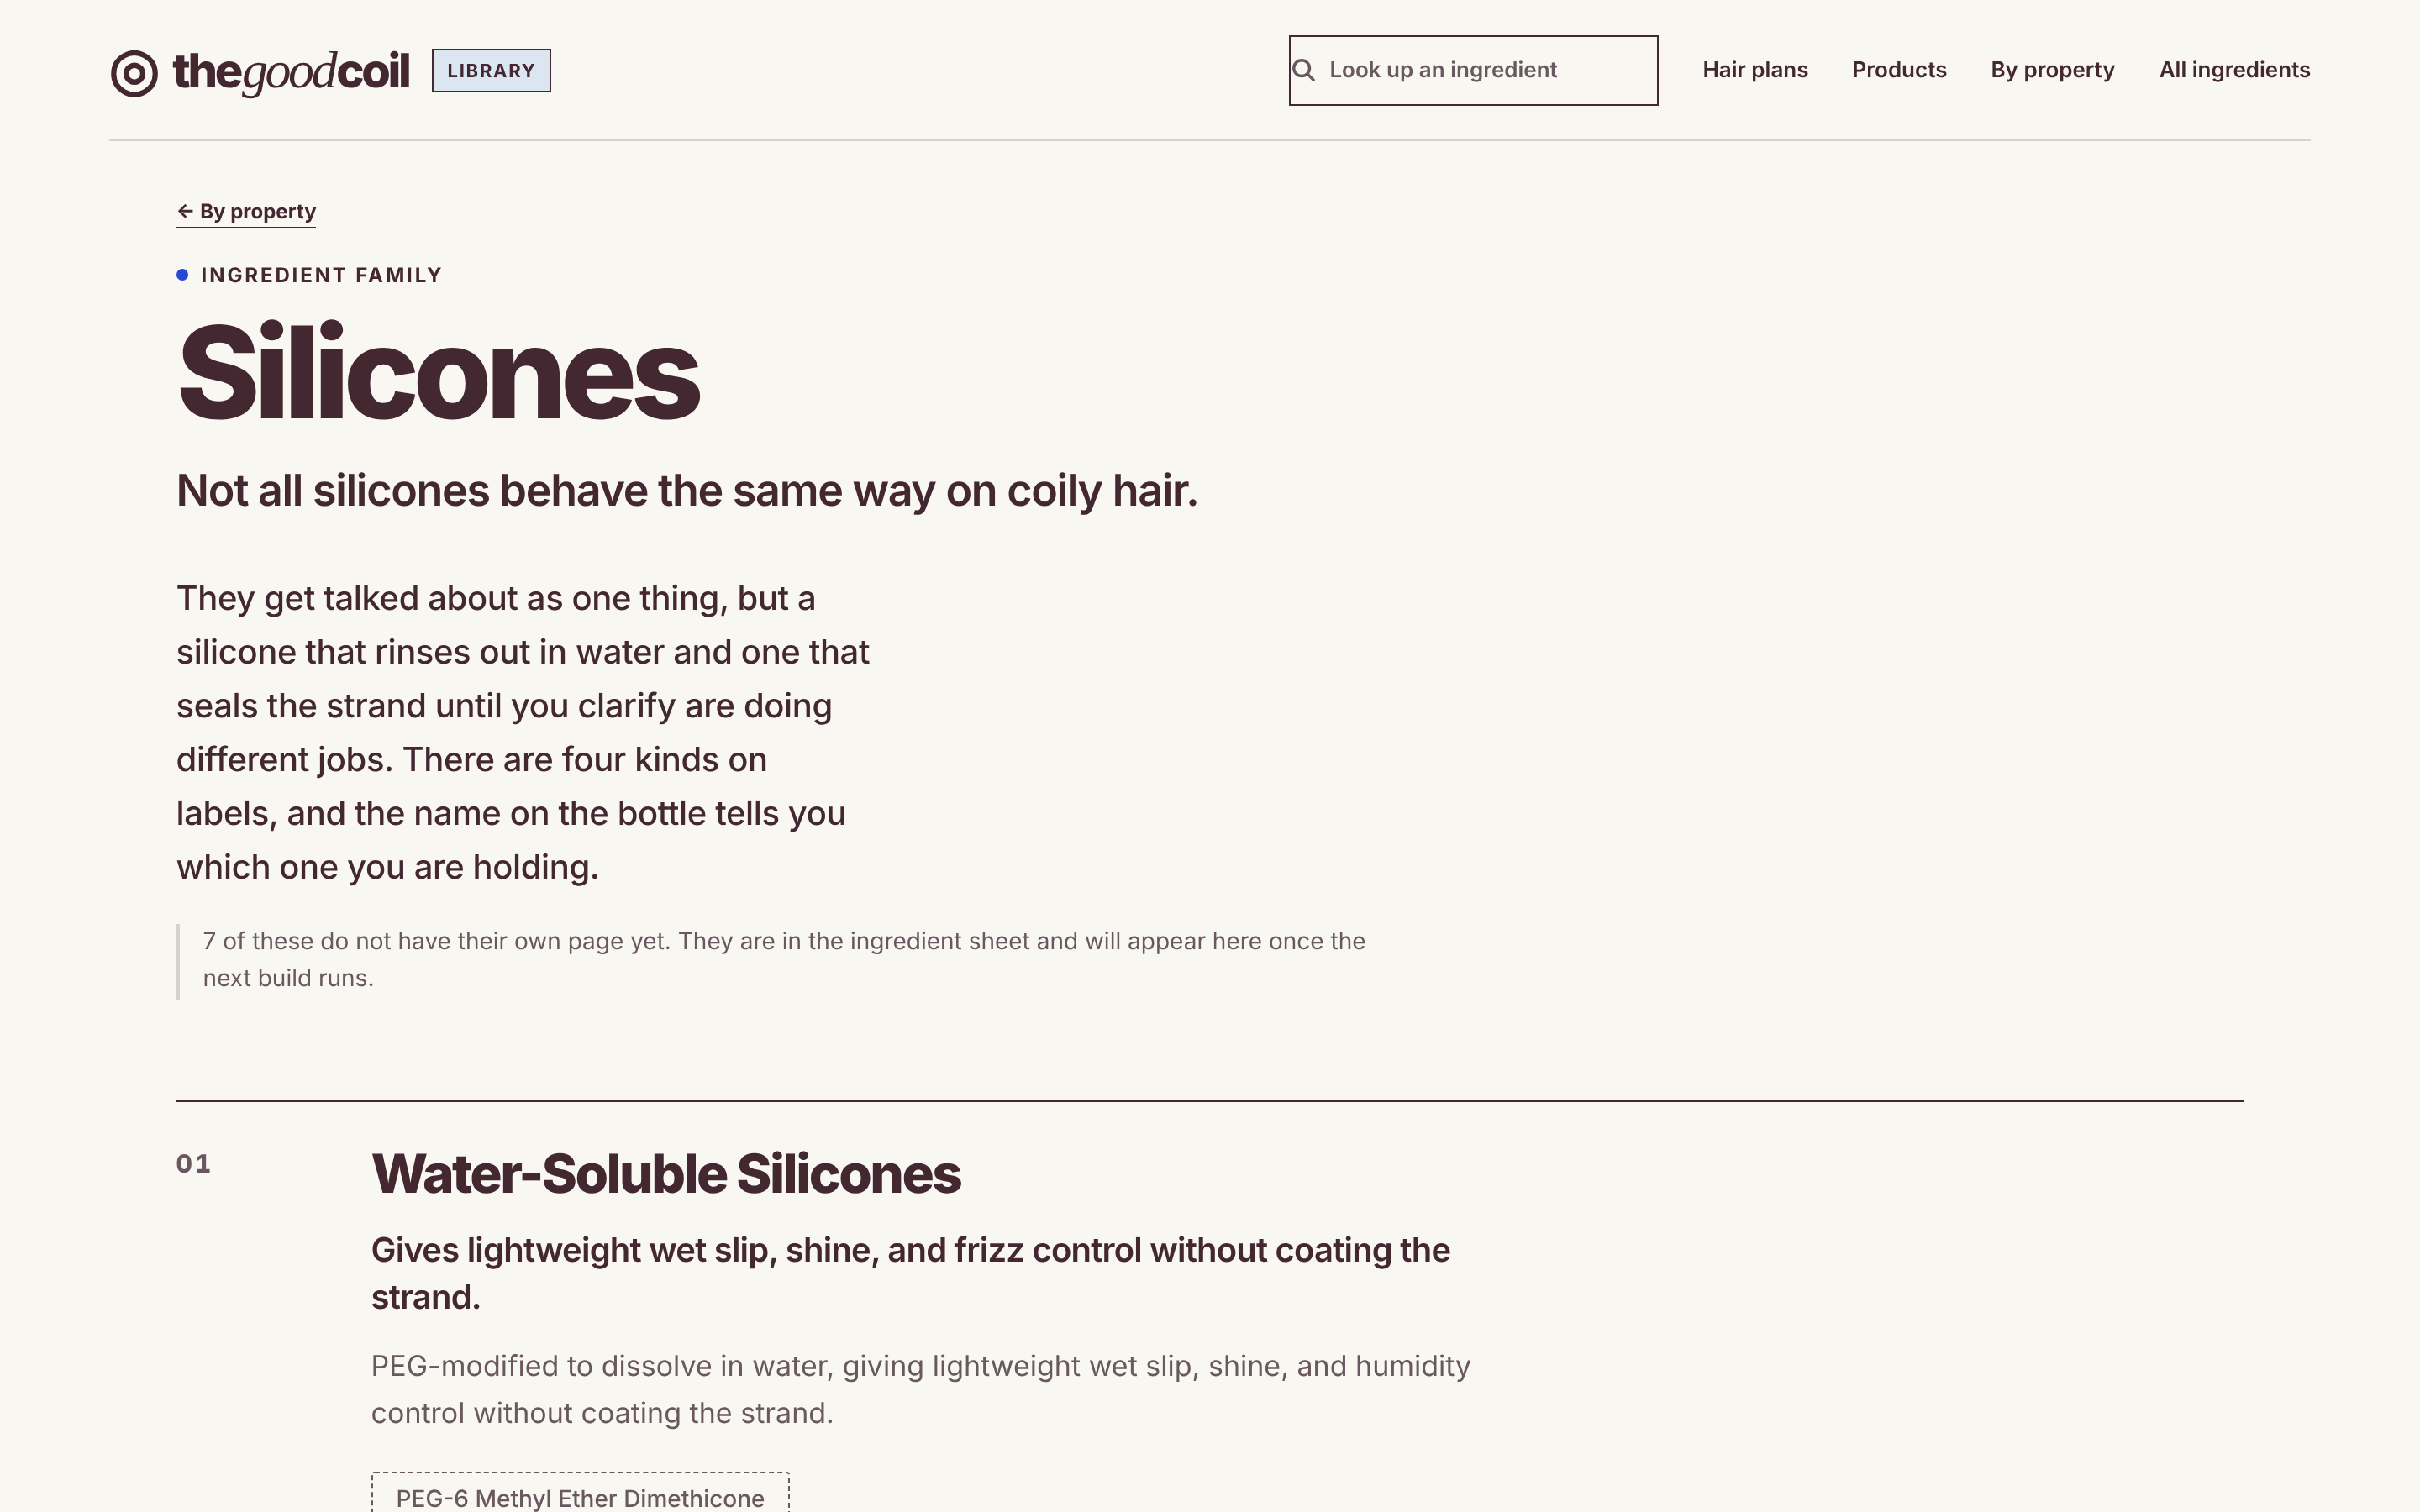 thegoodcoil LIBRARY Look up an ingredient Hair plans Products By property All ingredients
← By property
INGREDIENT FAMILY
Silicones
Not all silicones behave the same way on coily hair.
They get talked about as one thing, but a
silicone that rinses out in water and one that
seals the strand until you clarify are doing
different jobs. There are four kinds on
labels, and the name on the bottle tells you
which one you are holding.
7 of these do not have their own page yet. They are in the ingredient sheet and will appear here once the
next build runs.
01
Water-Soluble Silicones
Gives lightweight wet slip, shine, and frizz control without coating the
strand.
PEG-modified to dissolve in water, giving lightweight wet slip, shine, and humidity
control without coating the strand.
PEG-6 Methyl Ether Dimethicone